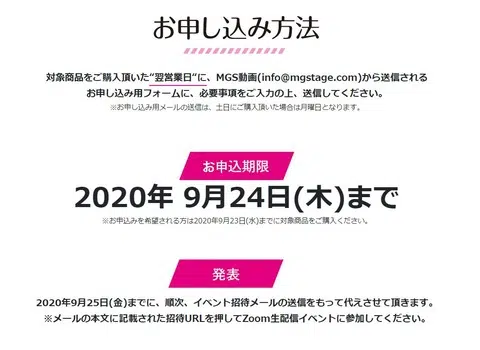 お申し込み方法
対象商品をご購入頂いた“翌営業日”に、MGS動画(info@mgstage.com)から送信される
お申し込み用フォームに、必要事項をご入力の上、送信してください。
※お申し込み用メールの送信は、土日にご購入頂いた場合は月曜日となります。
お申込期限
2020年 9月24日(木)まで
※お申込みを希望される方は2020年9月23日(水)までに対象商品をご購入ください。
発表
2020年9月25日(金)までに、順次、イベント招待メールの送信をもって代えさせて頂きます。
※メールの本文に記載された招待URLを押してZoom生配信イベントに参加してください。